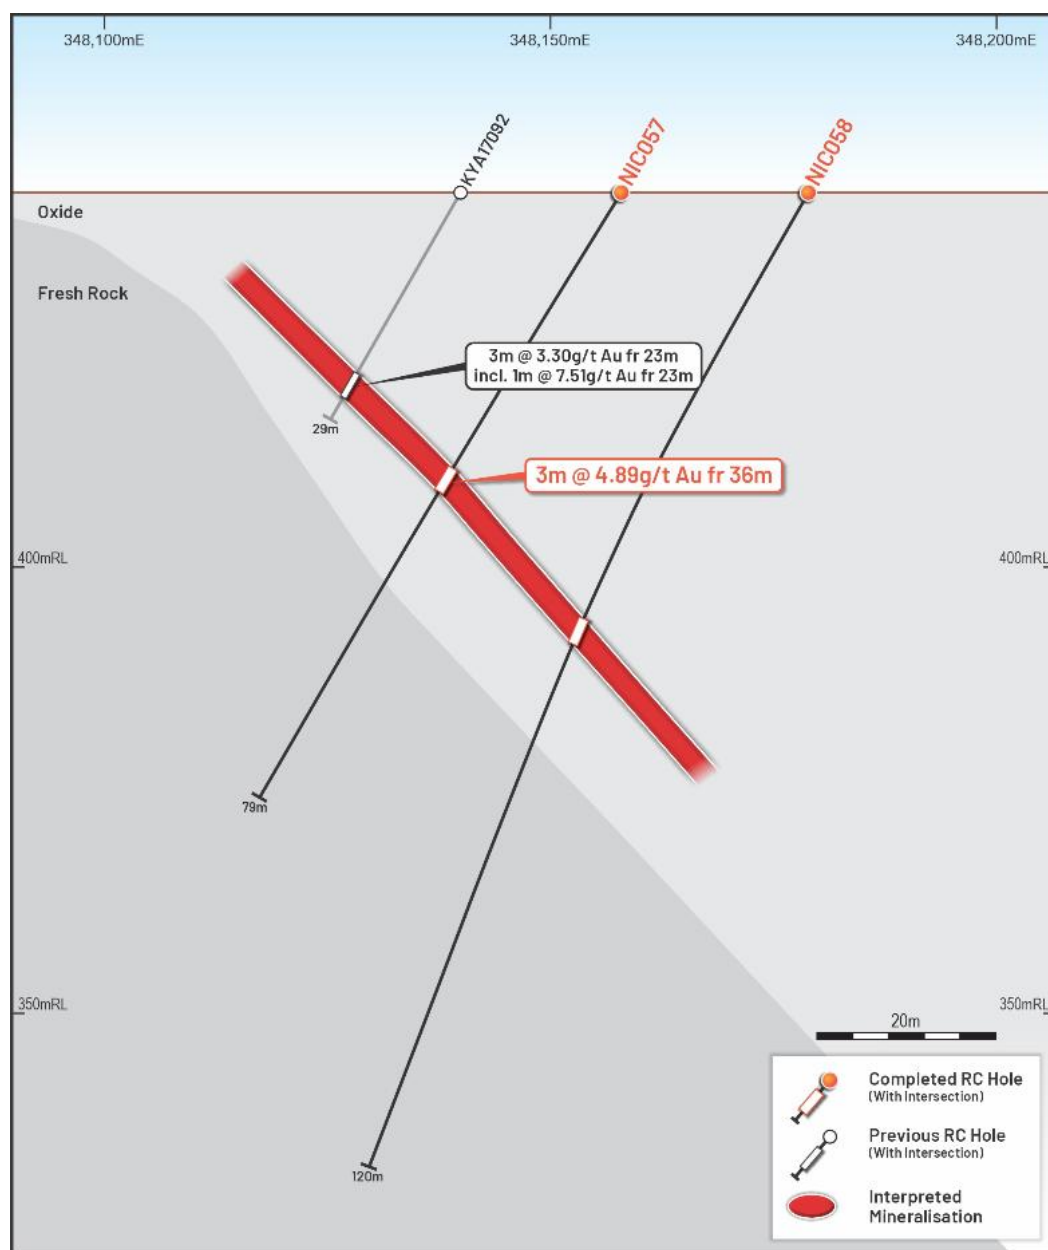 348,100mE
348,150mE
348,200mE
KYA17092
NIC057
NIC058
Oxide
Fresh Rock
3m @ 3.30g/t Au fr 23m
incl. 1m @ 7.51g/t Au fr 23m
29m
3m @ 4.89g/t Au fr 36m
400mRL
400mRL
79m
350mRL
350mRL
20m
120m
Completed RC Hole
(With Intersection)
Previous RC Hole
(With Intersection)
Interpreted
Mineralisation